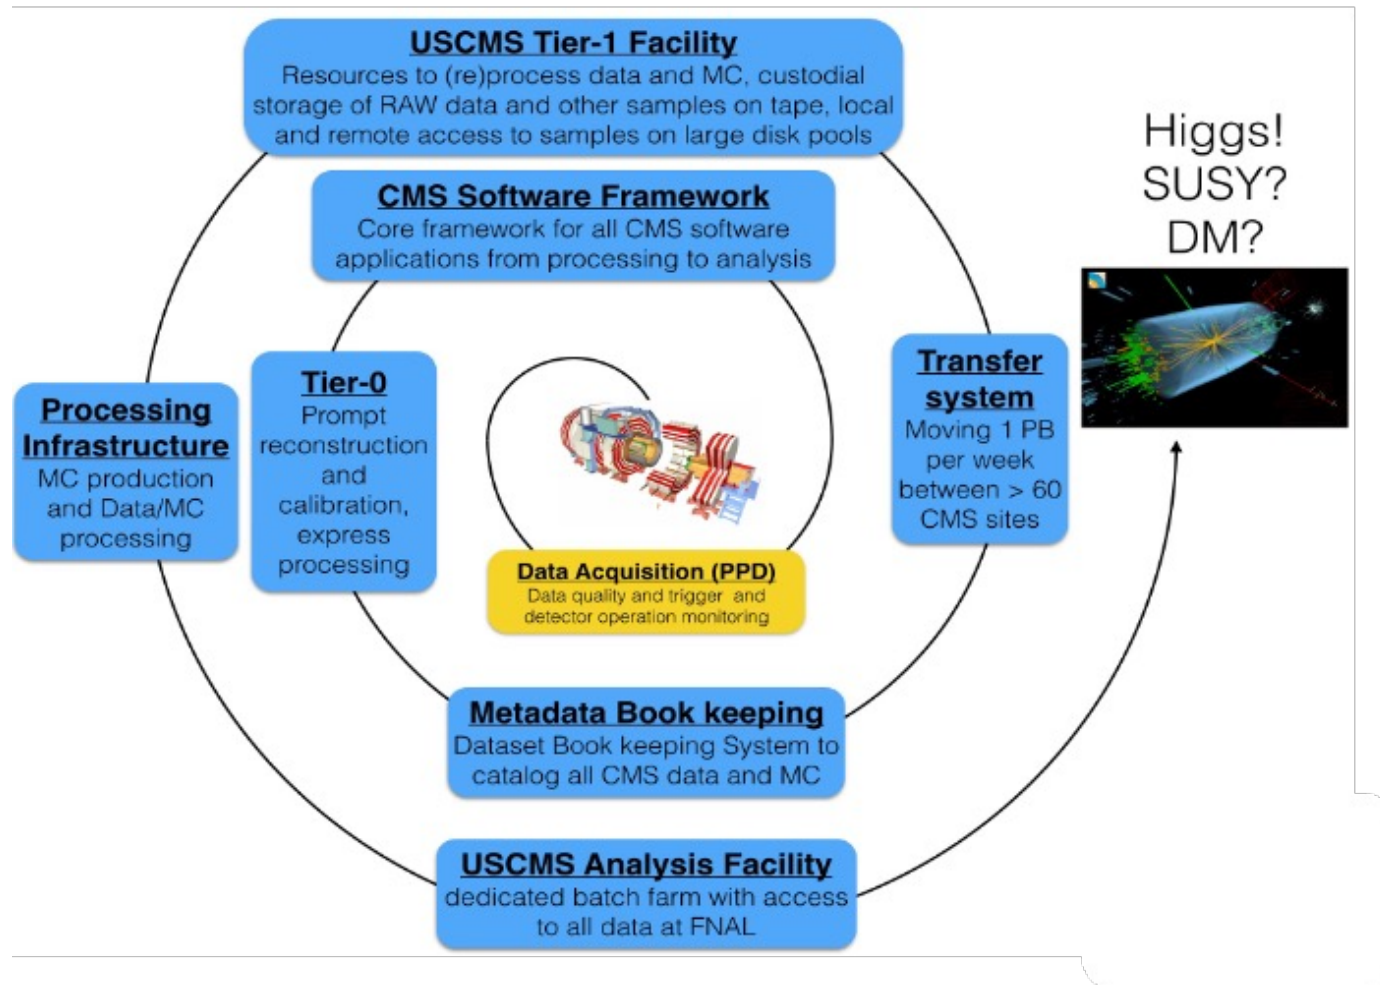 USCMS Tier-1 Facility
Resources to (re)process data and MC, custodial
storage of RAW data and other samples on tape, local
and remote access to samples on large disk pools
CMS Software Framework
Core framework for all CMS software
applications from processing to analysis
Higgs!
SUSY?
DM?
Processing
Infrastructure
MC production
and Data/MC
processing
Tier-0
Prompt
reconstruction
and
calibration,
express
processing
Transfer
system
Moving 1 PB
per week
between > 60
CMS sites
Data Acquisition (PPD)
Data quality and trigger and
detector operation monitoring
Metadata Book keeping
Dataset Book keeping System to
catalog all CMS data and MC
USCMS Analysis Facility
dedicated batch farm with access
to all data at FNAL